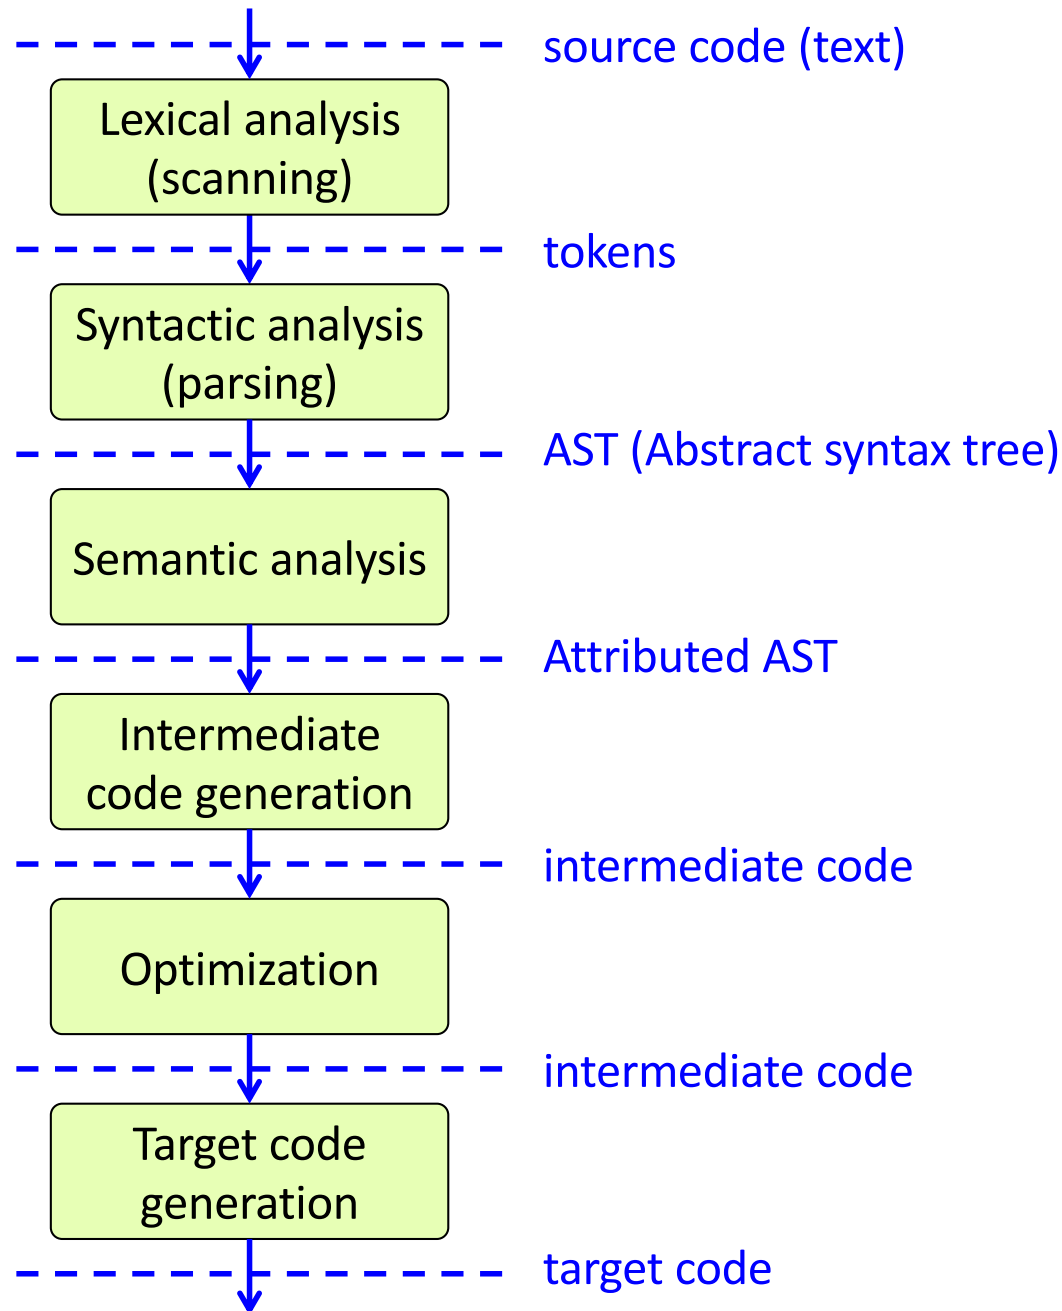 source code (text)
Lexical analysis
(scanning)
tokens
Syntactic analysis
(parsing)
AST (Abstract syntax tree)
Semantic analysis
Attributed AST
Intermediate
code generation
intermediate code
Optimization
intermediate code
Target code
generation
target code